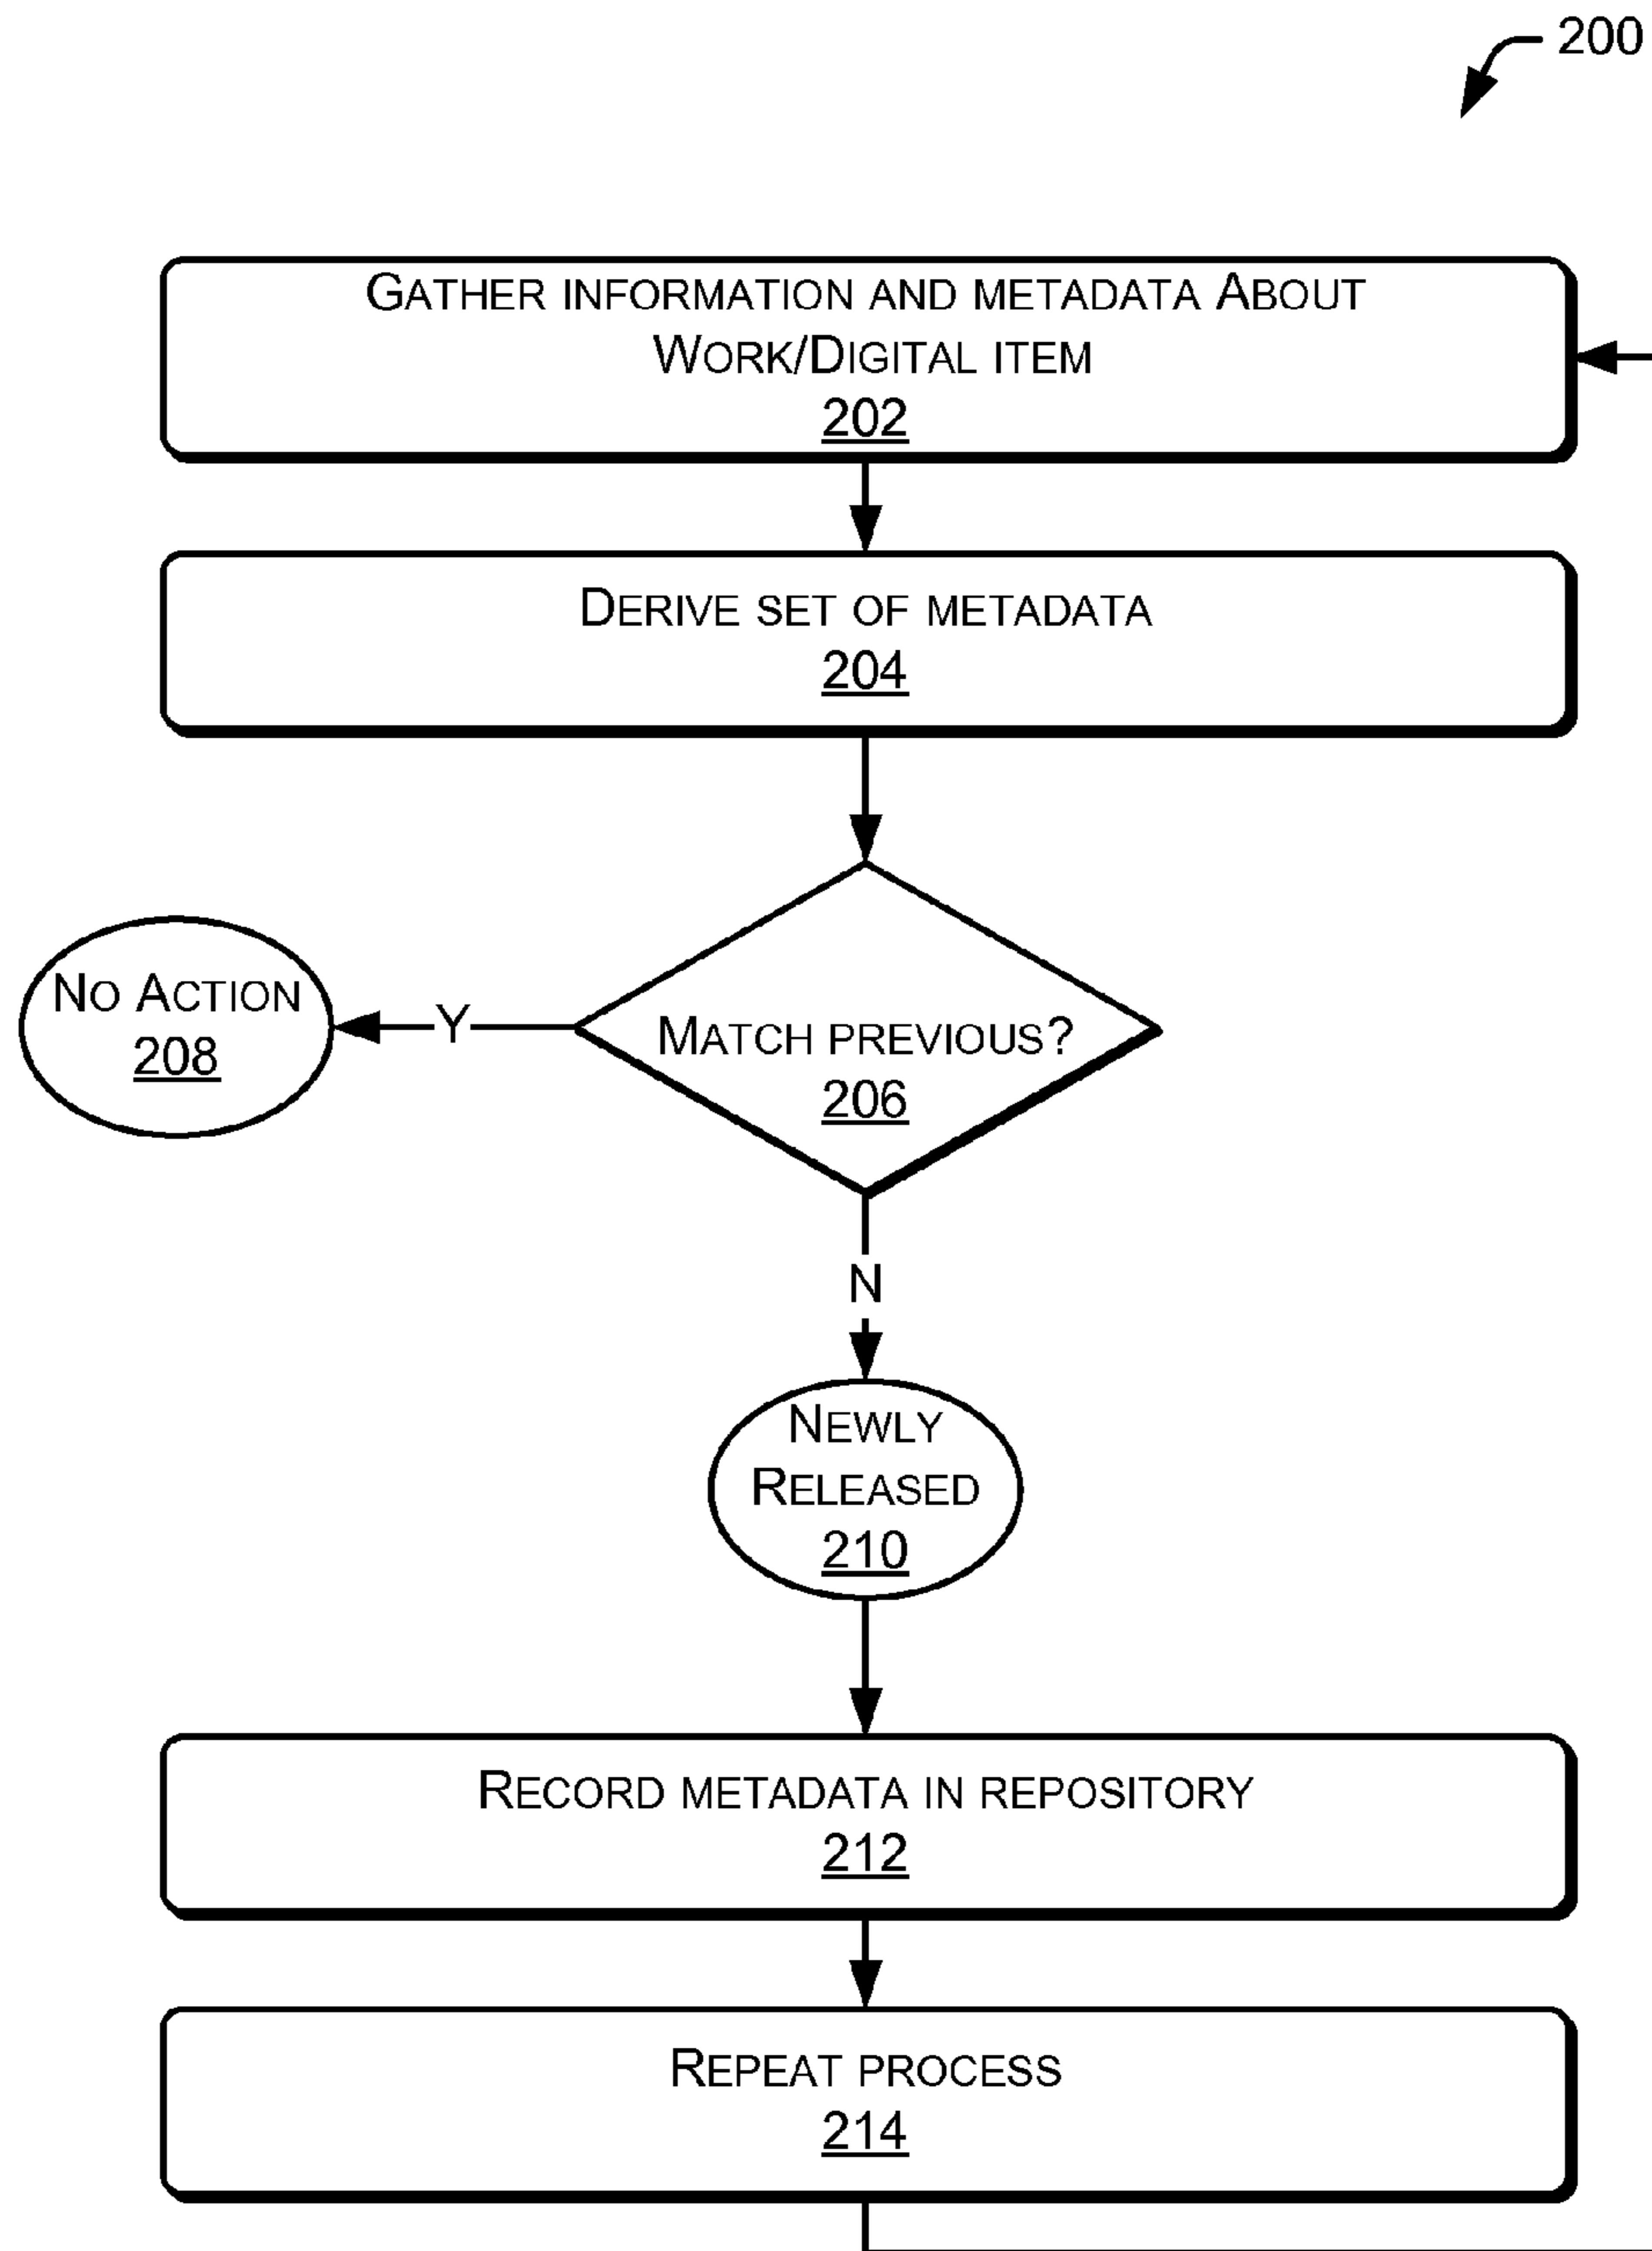 200
GATHER INFORMATION AND METADATA ABOUT
WORK/DIGITAL ITEM
202
DERIVE SET OF METADATA
204
MATCH PREVIOUS?
206
Y
NO ACTION
208
N
NEWLY
RELEASED
210
RECORD METADATA IN REPOSITORY
212
REPEAT PROCESS
214